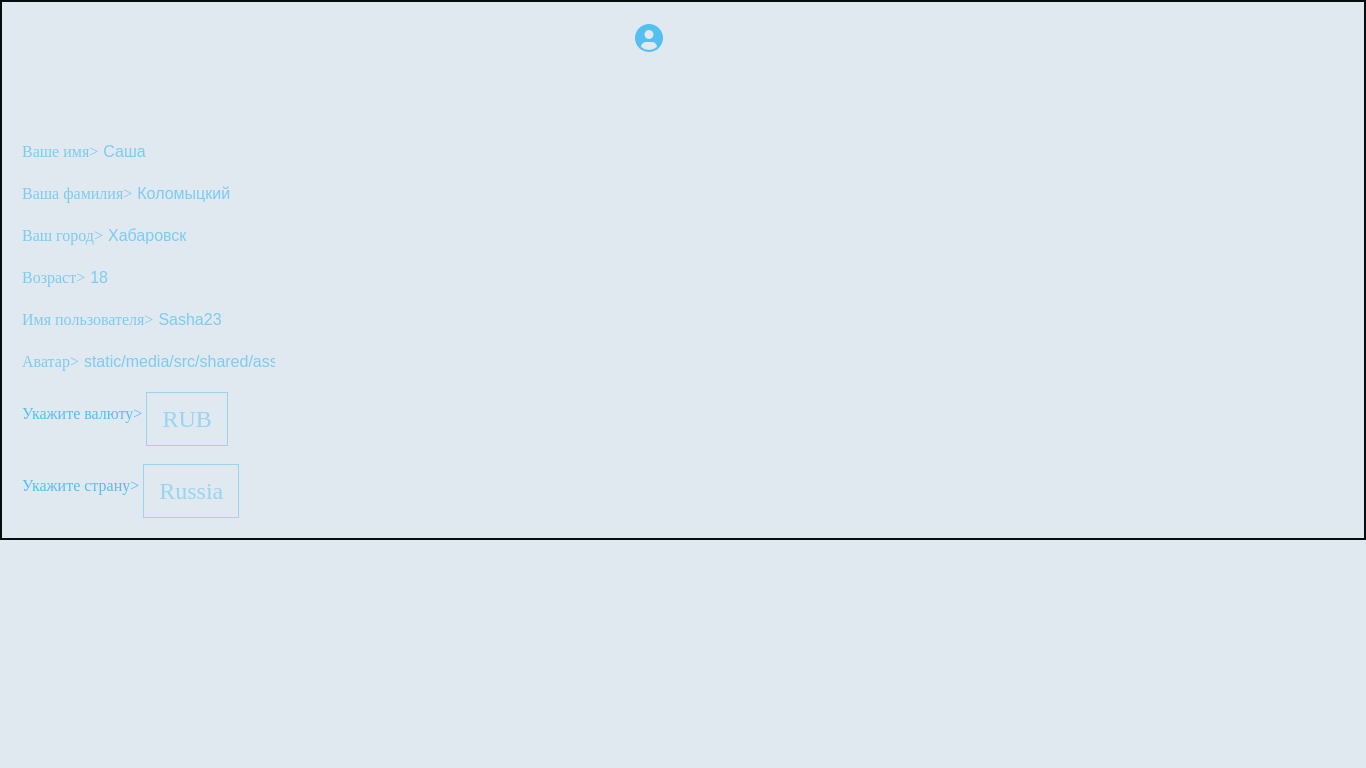 Ваше имя> Саша
Ваша фамилия> Коломыцкий
Ваш город> Хабаровск
Возраст> 18
Имя пользователя> Sasha23
Аватар> static/media/src/shared/ass
Укажите валюту> RUB
Укажите страну> Russia